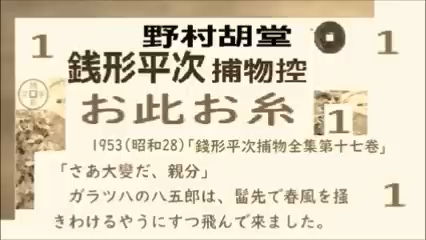 野村胡堂
銭形平次 捕物控
お此お糸
1953(昭和28)「銭形平次捕物全集第十七巻」
「さあ大變だ、親分」
ガラツハの八五郎は、髷先で春風を掻
きわけるやうにすつ飛んで来ました。
1
1
1
1